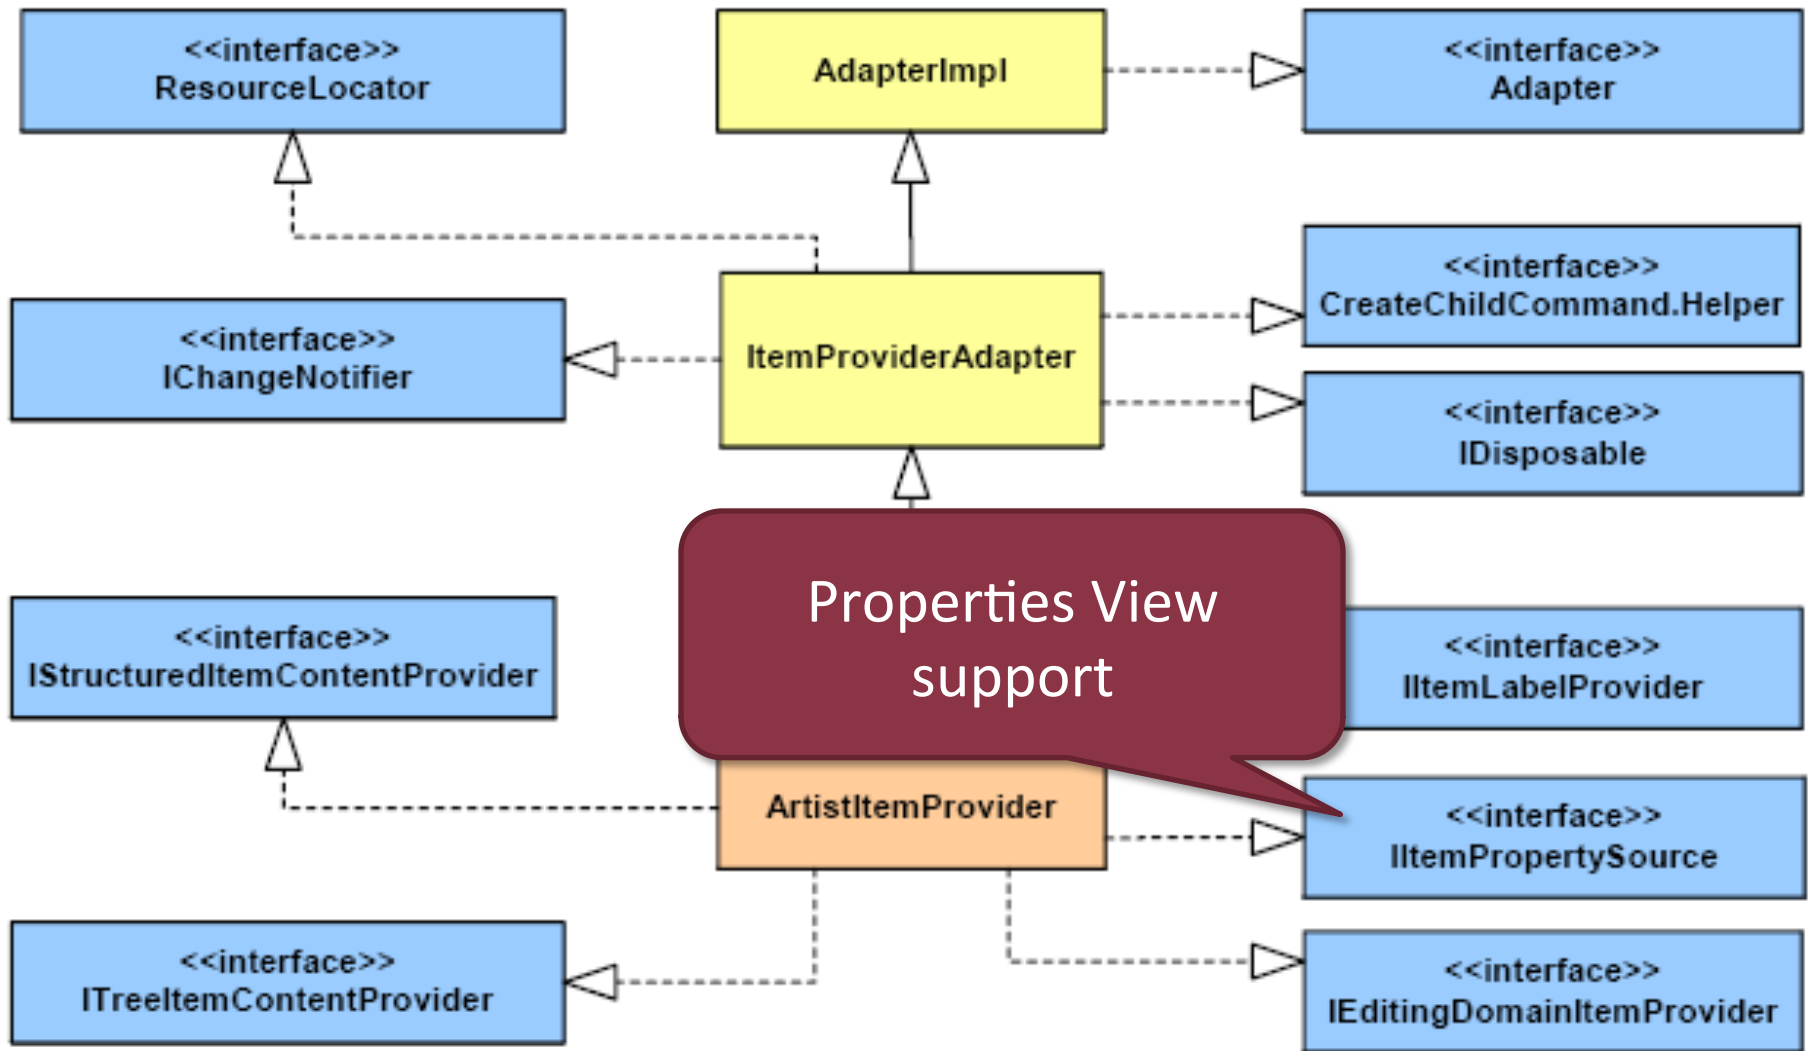 <<interface>>
ResourceLocator
AdapterImpl
<<interface>>
Adapter
<<interface>>
CreateChildCommand.Helper
<<interface>>
IChangeNotifier
ItemProviderAdapter
<<interface>>
IDisposable
Properties View
support
<<interface>>
IStructuredItemContentProvider
<<interface>>
IItemLabelProvider
ArtistItemProvider
<<interface>>
IItemPropertySource
<<interface>>
ITreeItemContentProvider
<<interface>>
IEditingDomainItemProvider